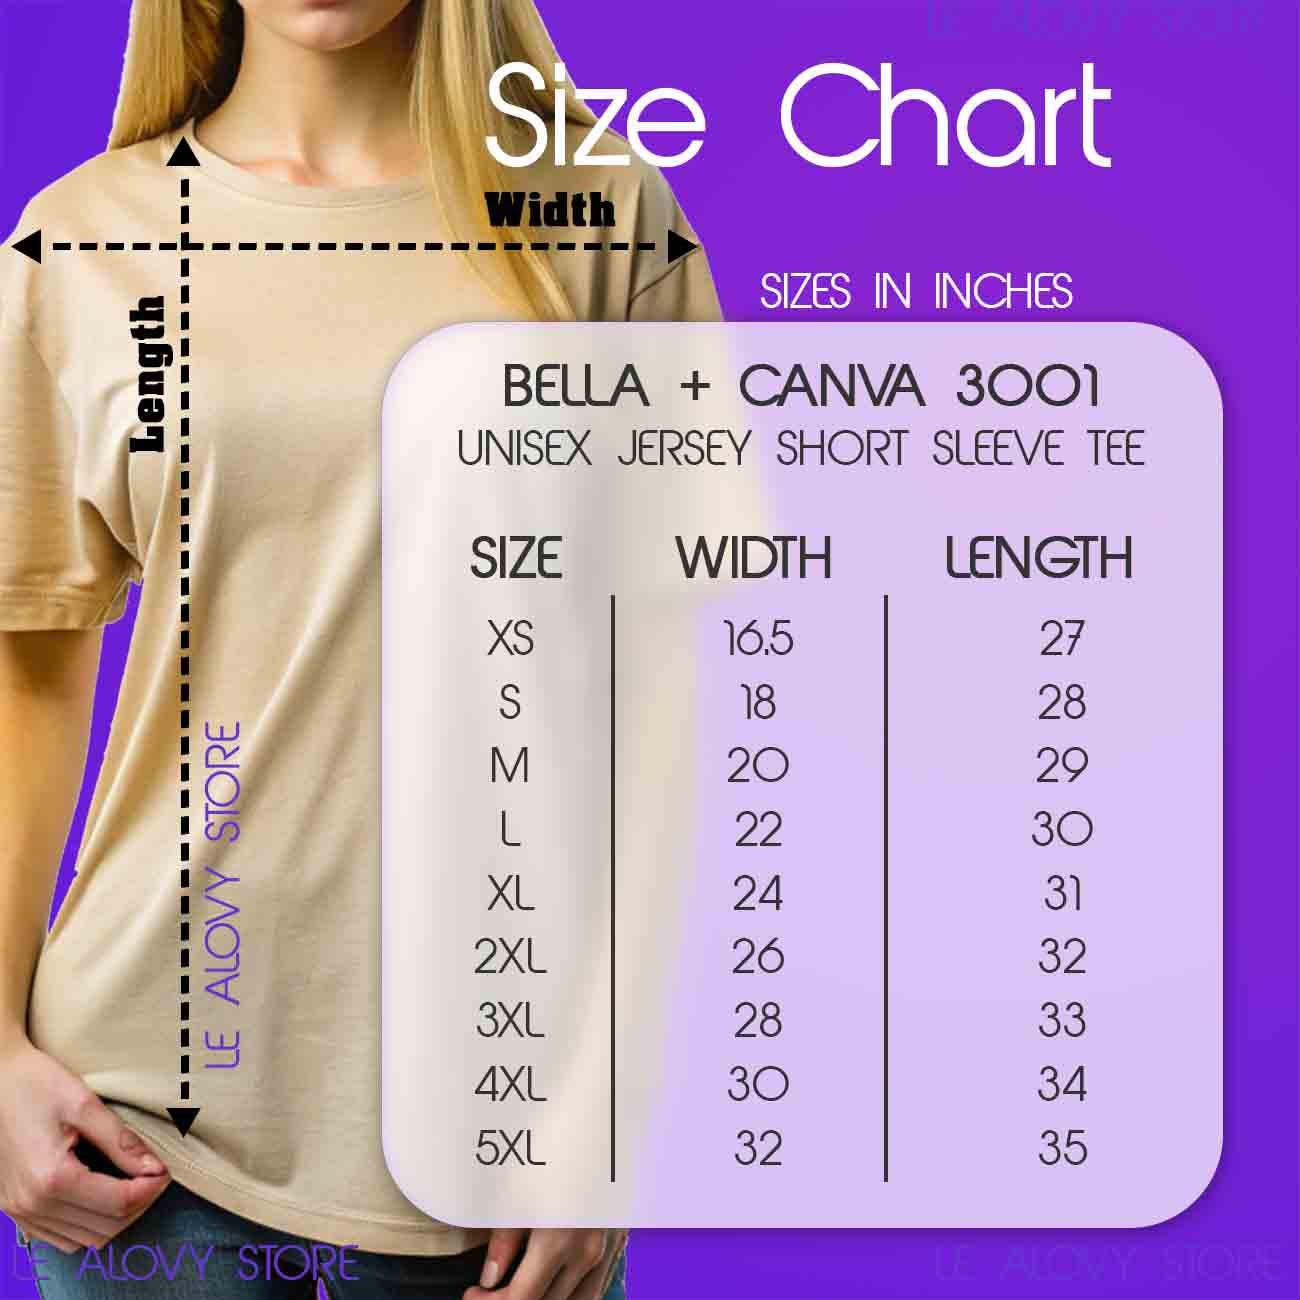 LE ALOVY STORE
Size Chart
Width
Length
SIZES IN INCHES
BELLA + CANVA 3001
UNISEX JERSEY SHORT SLEEVE TEE
SIZE WIDTH LENGTH
XS 16.5 27
S 18 28
M 20 29
L 22 30
XL 24 31
2XL 26 32
3XL 28 33
4XL 30 34
5XL 32 35
LE ALOVY STORE
LE ALOVY STORE
LE ALOVY STORE